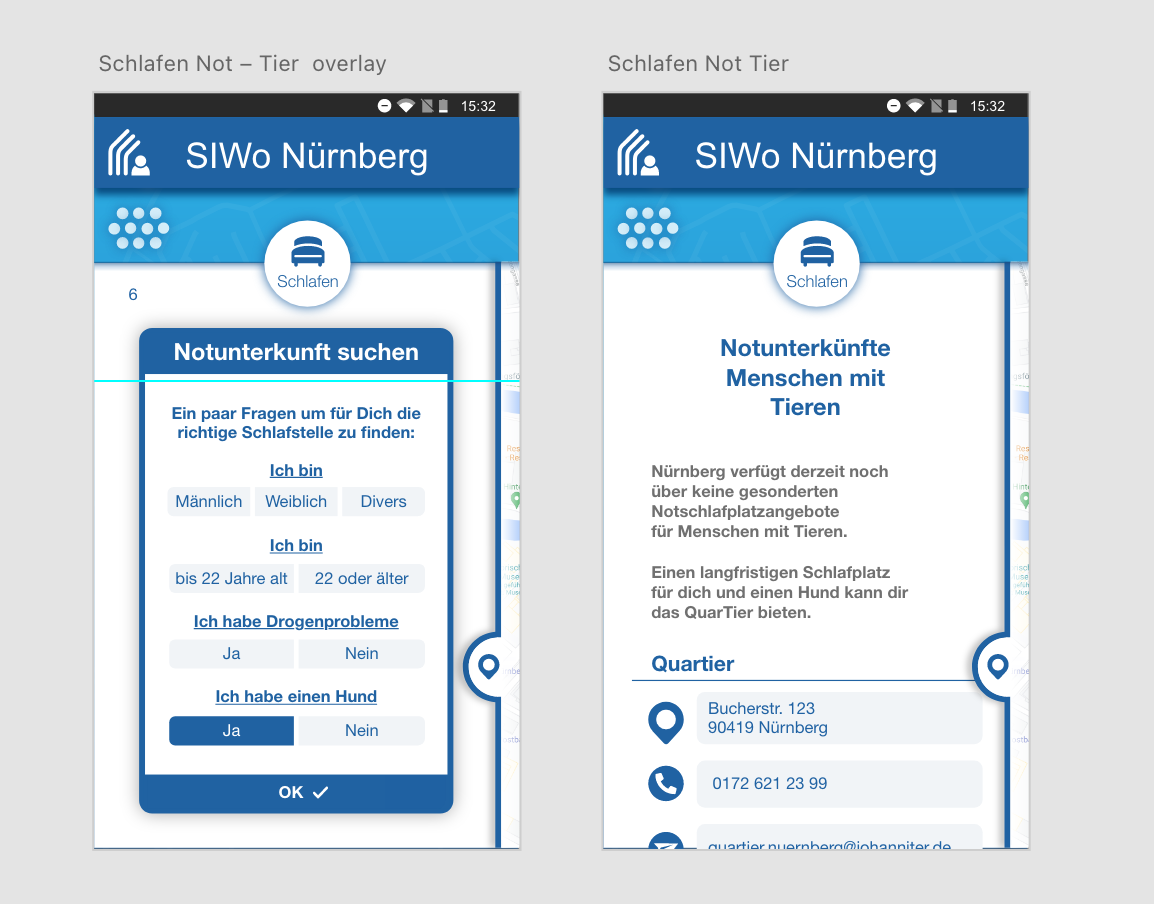 Schlafen Not – Tier overlay
15:32
SIWo Nürnberg
Schlafen
6
Notunterkunft suchen
Ein paar Fragen um für Dich die
richtige Schlafstelle zu finden:
Ich bin
Männlich Weiblich Divers
Ich bin
bis 22 Jahre alt 22 oder älter
Ich habe Drogenprobleme
Ja Nein
Ich habe einen Hund
Ja Nein
OK
Schlafen Not Tier
15:32
SIWo Nürnberg
Schlafen
Notunterkünfte
Menschen mit
Tieren
Nürnberg verfügt derzeit noch
über keine gesonderten
Notschlafplatzangebote
für Menschen mit Tieren.
Einen langfristigen Schlafplatz
für dich und einen Hund kann dir
das QuarTier bieten.
Quartier
Bucherstr. 123
90419 Nürnberg
0172 621 23 99
quartier.nuernberg@johanniter.de